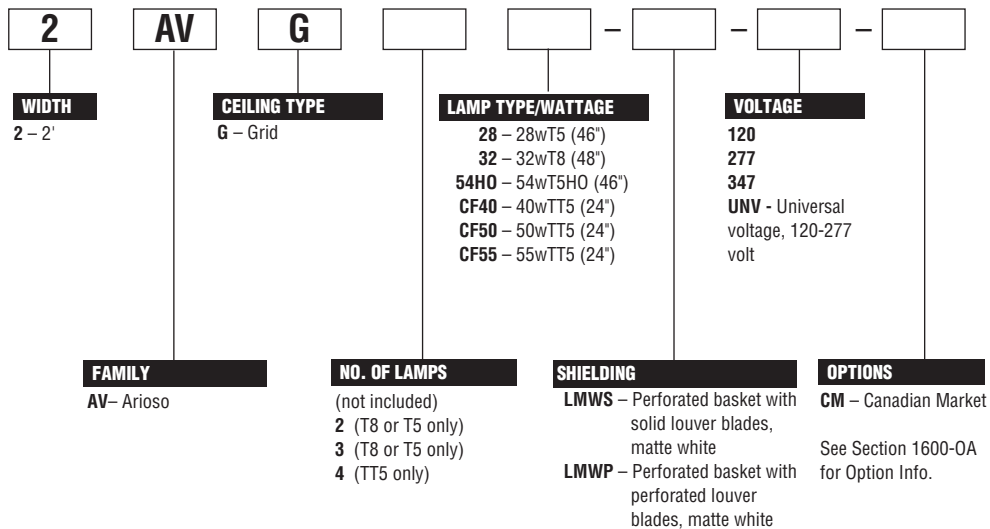 2 AV G – – –
WIDTH
2 – 2'
CEILING TYPE
G – Grid
LAMP TYPE/WATTAGE
28 – 28wT5 (46")
32 – 32wT8 (48")
54HO – 54wT5HO (46")
CF40 – 40wTT5 (24")
CF50 – 50wTT5 (24")
CF55 – 55wTT5 (24")
VOLTAGE
120
277
347
UNV - Universal
voltage, 120-277
volt
FAMILY
AV– Arioso
NO. OF LAMPS
(not included)
2 (T8 or T5 only)
3 (T8 or T5 only)
4 (TT5 only)
SHIELDING
LMWS – Perforated basket with
solid louver blades,
matte white
LMWP – Perforated basket with
perforated louver
blades, matte white
OPTIONS
CM – Canadian Market
See Section 1600-OA
for Option Info.